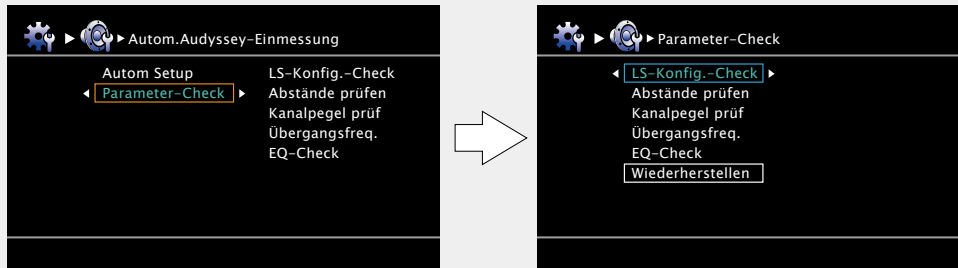 Autom.Audyssey-Einmessung
Autom Setup
Parameter-Check
LS-Konfig.-Check
Abstände prüfen
Kanalpegel prüf
Übergangsfreq.
EQ-Check
Parameter-Check
LS-Konfig.-Check
Abstände prüfen
Kanalpegel prüf
Übergangsfreq.
EQ-Check
Wiederherstellen